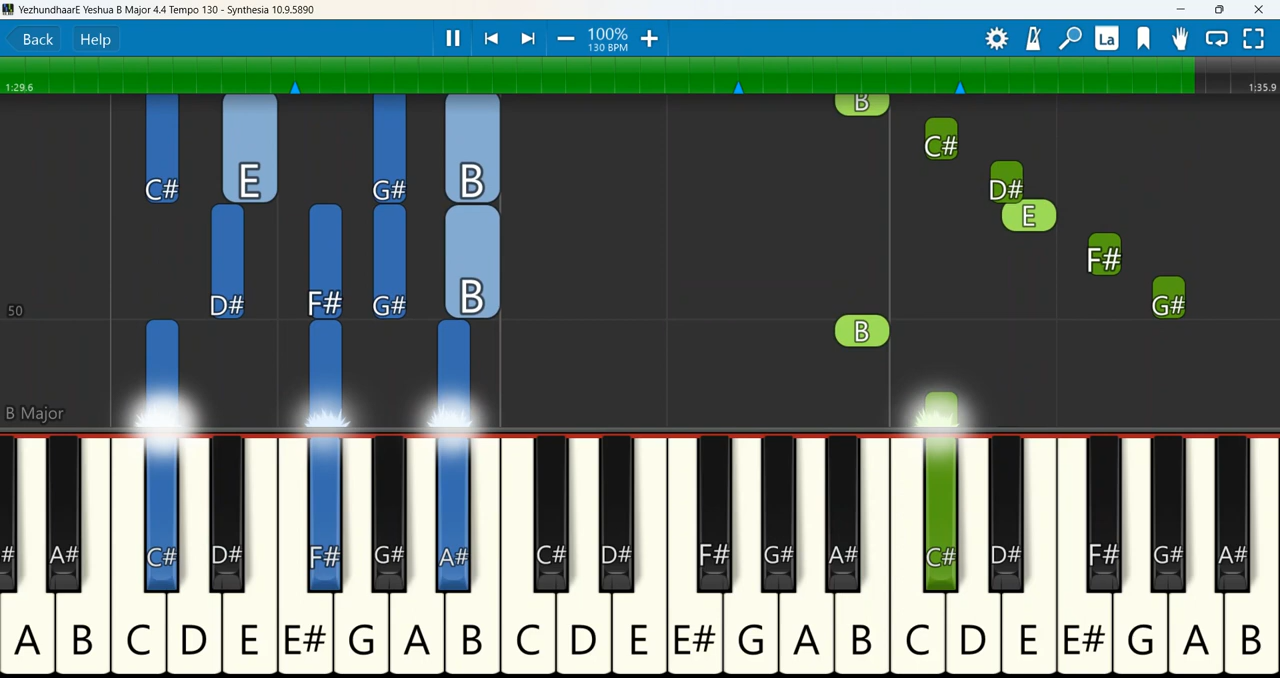 YezhundhaarE Yeshua B Major 4.4 Tempo 130 - Synthesia 10.9.5890
Back Help 100% La
130 BPM
1:29.6 1:35.9
B
C#
C# E G# B D#
E
F#
D# F# G# B G#
50
B
B Major
# A# C# D# F# G# A# C# D# F# G# A# C# D# F# G# A#
A B C D E E# G A B C D E E# G A B C D E E# G A B